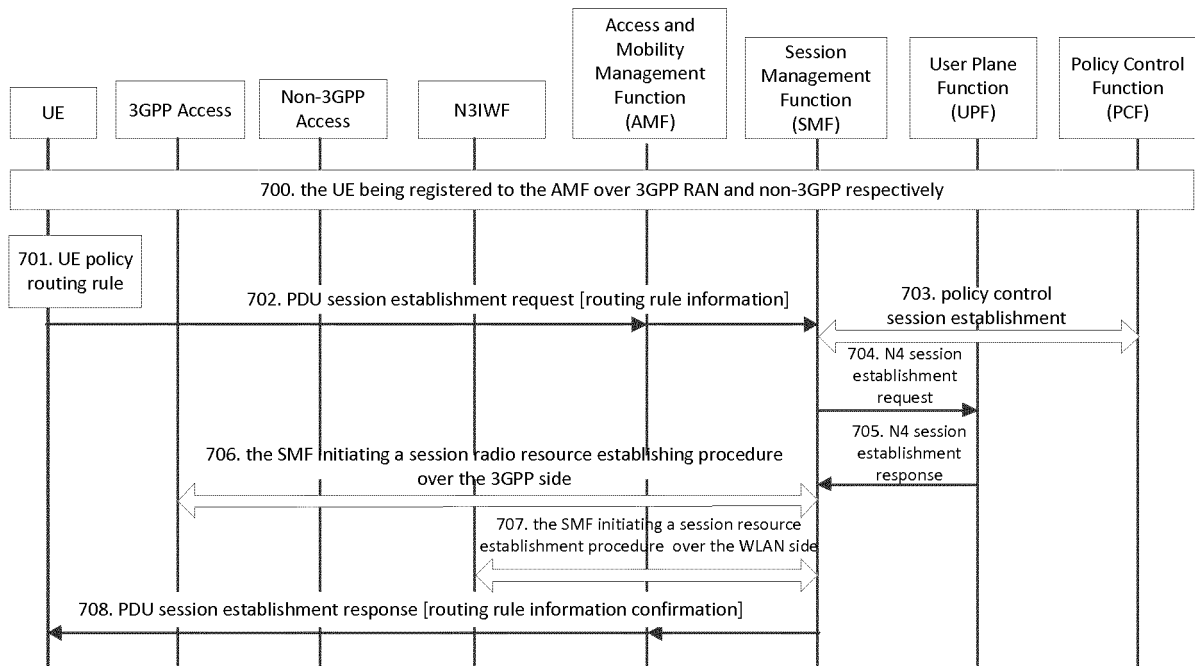 UE
3GPP Access
Non-3GPP
Access
N3IWF
Access and
Mobility
Management
Function
(AMF)
Session
Management
Function
(SMF)
User Plane
Function
(UPF)
Policy Control
Function
(PCF)
700. the UE being registered to the AMF over 3GPP RAN and non-3GPP respectively
701. UE policy
routing rule
702. PDU session establishment request [routing rule information]
703. policy control
session establishment
704. N4 session
establishment
request
705. N4 session
establishment
response
706. the SMF initiating a session radio resource establishing procedure
over the 3GPP side
707. the SMF initiating a session resource
establishment procedure over the WLAN side
708. PDU session establishment response [routing rule information confirmation]